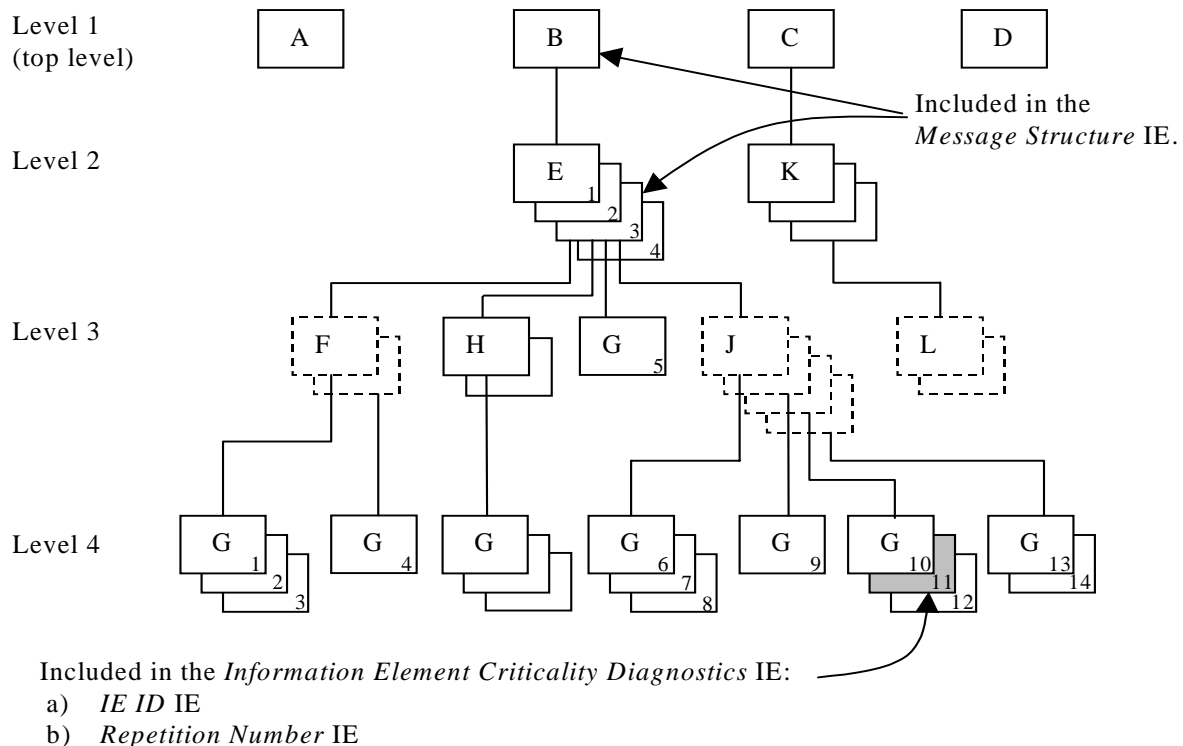 Level 1
(top level)
A
B
C
D
Included in the
Message Structure IE.
Level 2
E
1
2
3
4
K
Level 3
F
H
G
5
J
L
Level 4
G
1
2
3
G
4
G
G
6
7
8
G
9
G
10
11
12
G
13
14
Included in the Information Element Criticality Diagnostics IE:
a) IE ID IE
b) Repetition Number IE